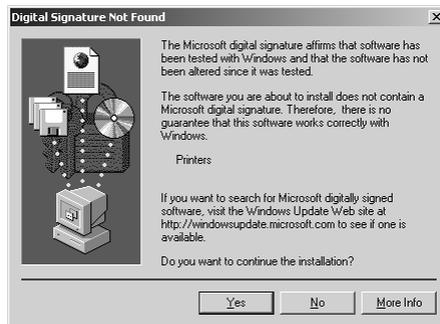 Digital Signature Not Found
The Microsoft digital signature affirms that software has
been tested with Windows and that the software has not
been altered since it was tested.
The software you are about to install does not contain a
Microsoft digital signature. Therefore, there is no
guarantee that this software works correctly with
Windows.
Printers
If you want to search for Microsoft digitally signed
software, visit the Windows Update Web site at
http://windowsupdate.microsoft.com to see if one is
available.
Do you want to continue the installation?
Yes No More Info